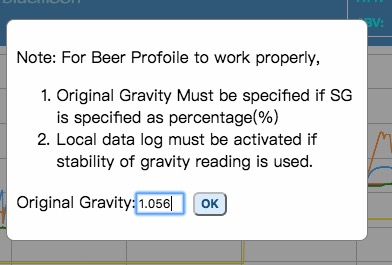 Note: For Beer Profoile to work properly,
1. Original Gravity Must be specified if SG
is specified as percentage(%)
2. Local data log must be activated if
stability of gravity reading is used.
Original Gravity: 1.056 OK